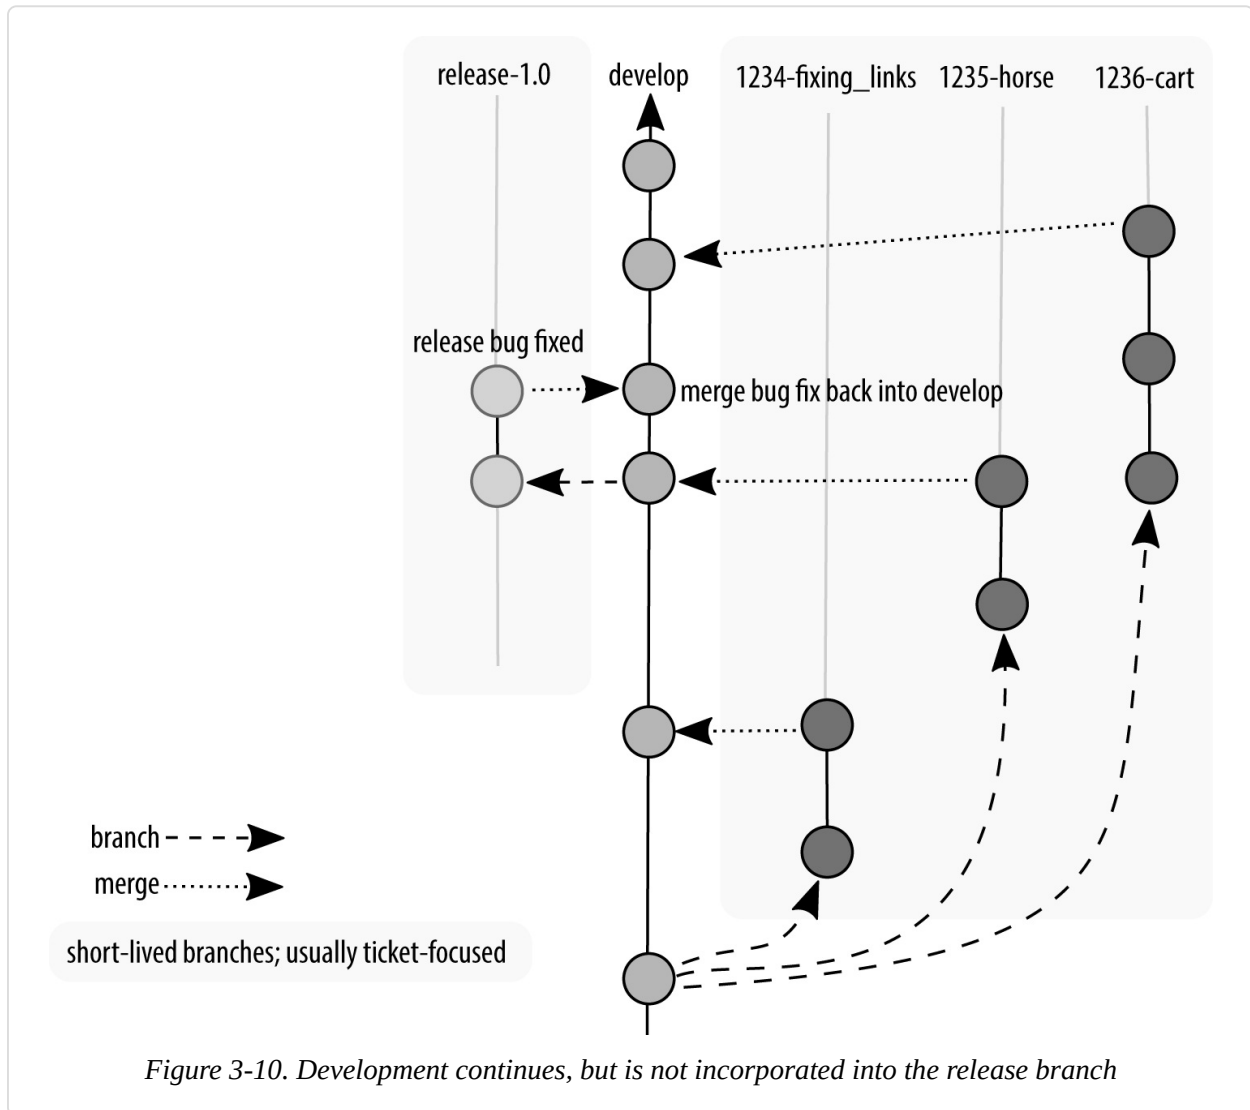 release-1.0
develop
1234-fixing_links
1235-horse
1236-cart
release bug fixed
merge bug fix back into develop
branch
merge
short-lived branches; usually ticket-focused
Figure 3-10. Development continues, but is not incorporated into the release branch